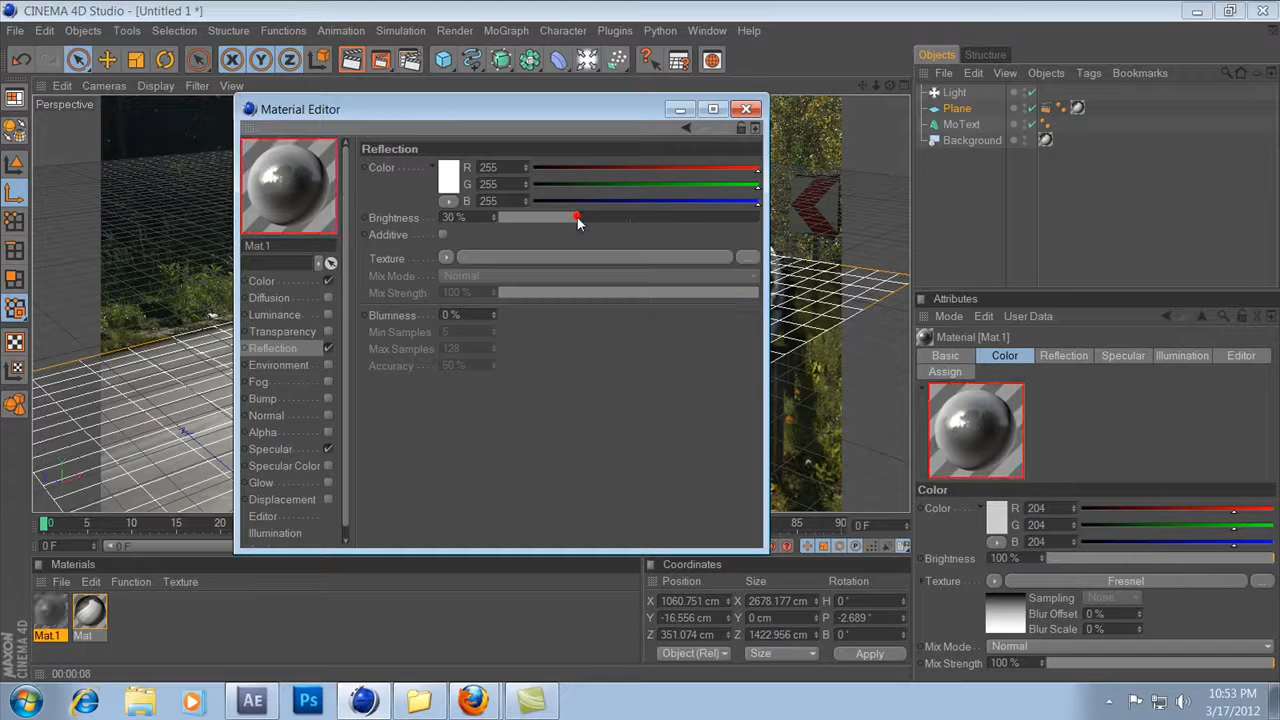 CINEMA 4D Studio - [Untitled 1 *]
File Edit Objects Tools Selection Structure Functions Animation Simulation Render MoGraph Character Plugins Python Window Help
Edit Cameras Display Filter View
Perspective
Material Editor
Reflection
Color R 255
G 255
B 255
Brightness 30 %
Additive
Texture ...
Mix Mode Normal
Mix Strength 100 %
Blurriness 0 %
Min Samples 5
Max Samples 128
Accuracy 50 %
Mat.1
Color
Diffusion
Luminance
Transparency
Reflection
Environment
Fog
Bump
Normal
Alpha
Specular
Specular Color
Glow
Displacement
Editor
Illumination
Objects Structure
File Edit View Objects Tags Bookmarks
Light
Plane
MoText
Background
Attributes
Mode Edit User Data
Material [Mat.1]
Basic Color Reflection Specular Illumination Editor
Assign
Color
Color R 204
G 204
B 204
Brightness 100 %
Texture Fresnel ...
Sampling None
Blur Offset 0 %
Blur Scale 0 %
Mix Mode Normal
Mix Strength 100 %
0 5 10 15 20 85 90 0 F
0 F 0 F
Materials
File Edit Function Texture
Mat.1 Mat
Coordinates
Position Size Rotation
X 1060.751 cm X 2678.177 cm H 0 °
Y -16.556 cm Y 0 cm P -2.689 °
Z 351.074 cm Z 1422.956 cm B 0 °
Object (Rel) Size Apply
MAXON
CINEMA 4D
00:00:08
Ae Ps
10:53 PM
3/17/2012